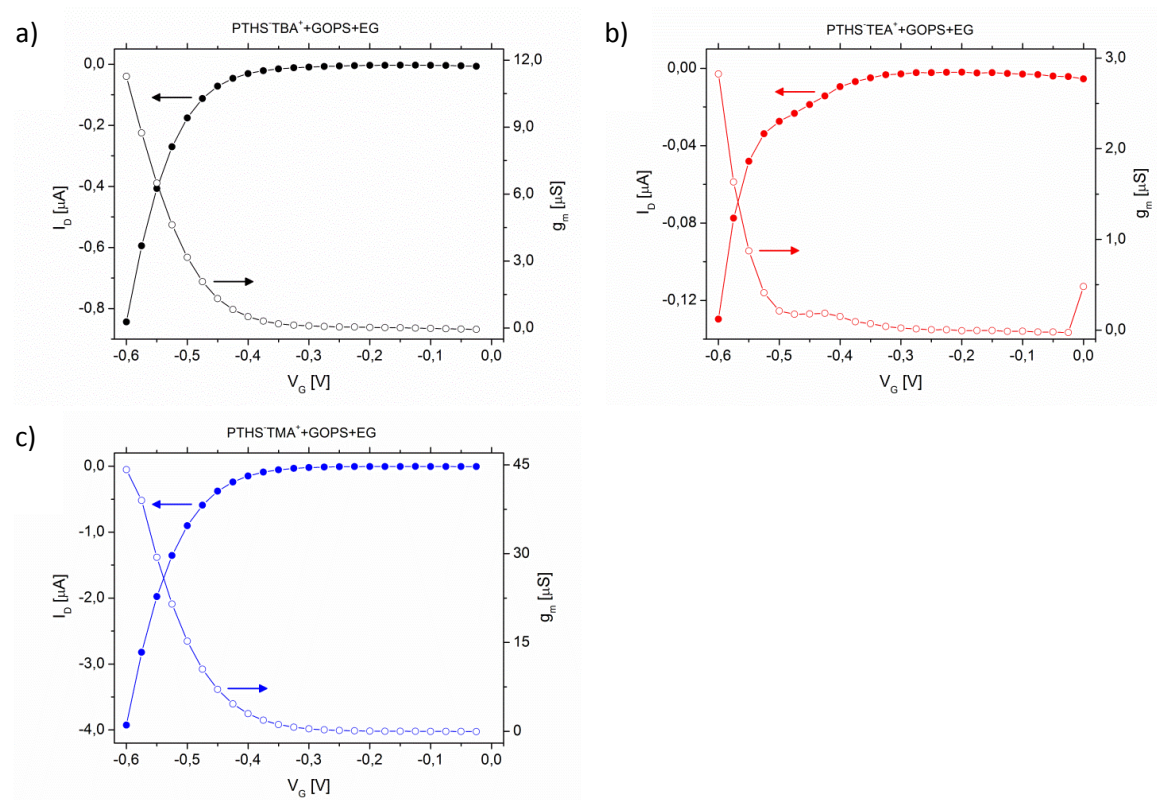 a)
PTHS⁻TBA⁺+GOPS+EG
0,0
-0,2
-0,4
-0,6
-0,8
I_D [µA]
12,0
9,0
6,0
3,0
0,0
g_m [µS]
-0,6 -0,5 -0,4 -0,3 -0,2 -0,1 0,0
V_G [V]
b)
PTHS⁻TEA⁺+GOPS+EG
0,00
-0,04
-0,08
-0,12
I_D [µA]
3,0
2,0
1,0
0,0
g_m [µS]
-0,6 -0,5 -0,4 -0,3 -0,2 -0,1 0,0
V_G [V]
c)
PTHS⁻TMA⁺+GOPS+EG
0,0
-1,0
-2,0
-3,0
-4,0
I_D [µA]
45
30
15
0
g_m [µS]
-0,6 -0,5 -0,4 -0,3 -0,2 -0,1 0,0
V_G [V]